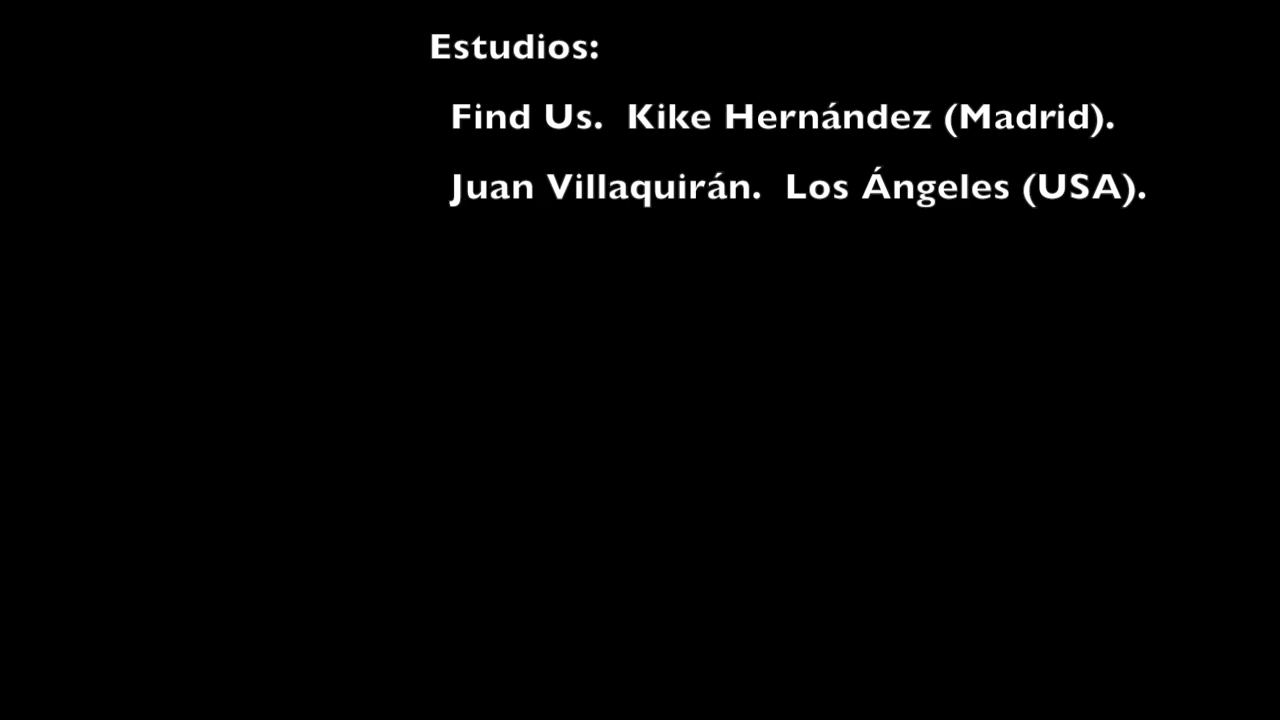 Estudios:
Find Us.  Kike Hernández (Madrid).
Juan Villaquirán.  Los Ángeles (USA).